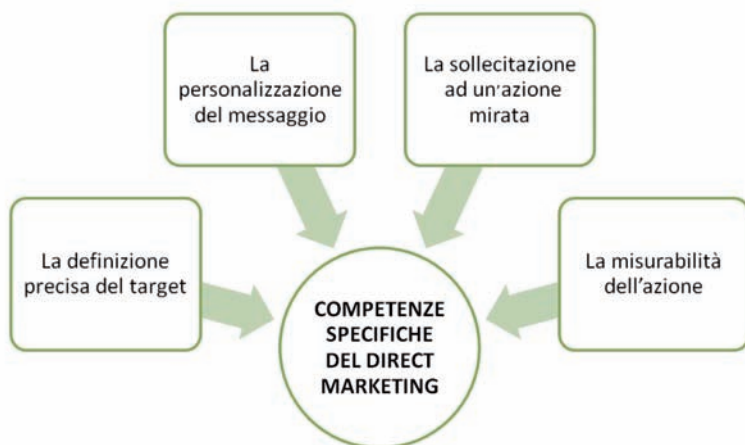 La
personalizzazione
del messaggio
La sollecitazione
ad un'azione
mirata
La definizione
precisa del target
La misurabilità
dell'azione
COMPETENZE
SPECIFICHE
DEL DIRECT
MARKETING